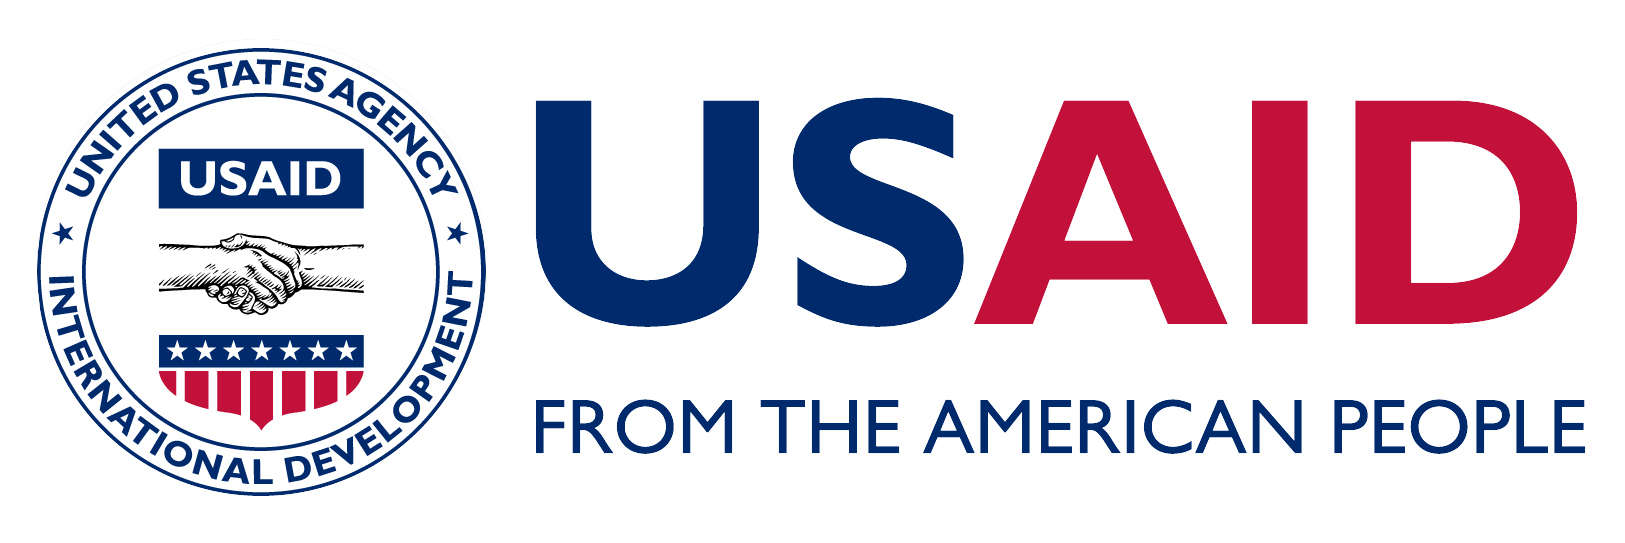 UNITED STATES AGENCY
INTERNATIONAL DEVELOPMENT
USAID
USAID
FROM THE AMERICAN PEOPLE